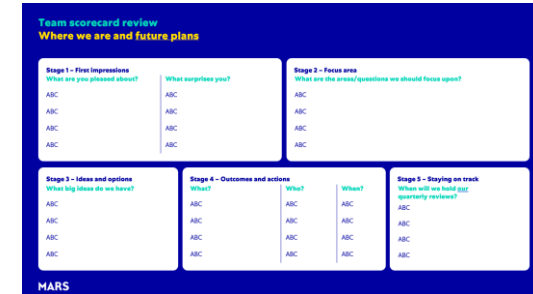 Team scorecard review
Where we are and future plans
Stage 1 – First impressions
What are you pleased about? What surprises you?
ABC ABC
ABC ABC
ABC ABC
ABC ABC
Stage 2 – Focus area
What are the areas/questions we should focus upon?
ABC
ABC
ABC
ABC
Stage 3 – Ideas and options
What big ideas do we have?
ABC
ABC
ABC
ABC
Stage 4 – Outcomes and actions
What? Who? When?
ABC ABC ABC
ABC ABC ABC
ABC ABC ABC
ABC ABC ABC
Stage 5 – Staying on track
When will we hold our
quarterly reviews?
ABC
ABC
ABC
ABC
MARS